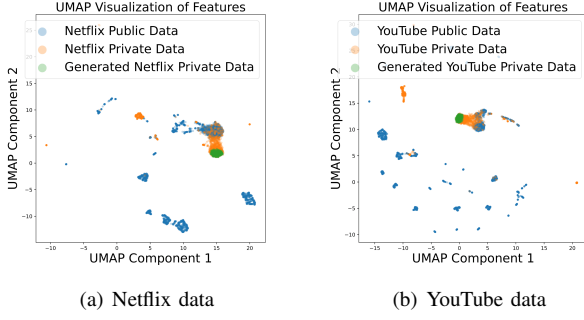 UMAP Visualization of Features
Netflix Public Data
Netflix Private Data
Generated Netflix Private Data
UMAP Component 2
15
10
5
0
−5
−10
−10
−5
0
5
10
15
20
UMAP Component 1
(a) Netflix data
UMAP Visualization of Features
YouTube Public Data
YouTube Private Data
Generated YouTube Private Data
UMAP Component 2
15
10
5
0
−5
−10
−15
−10
−5
0
5
10
15
20
UMAP Component 1
(b) YouTube data